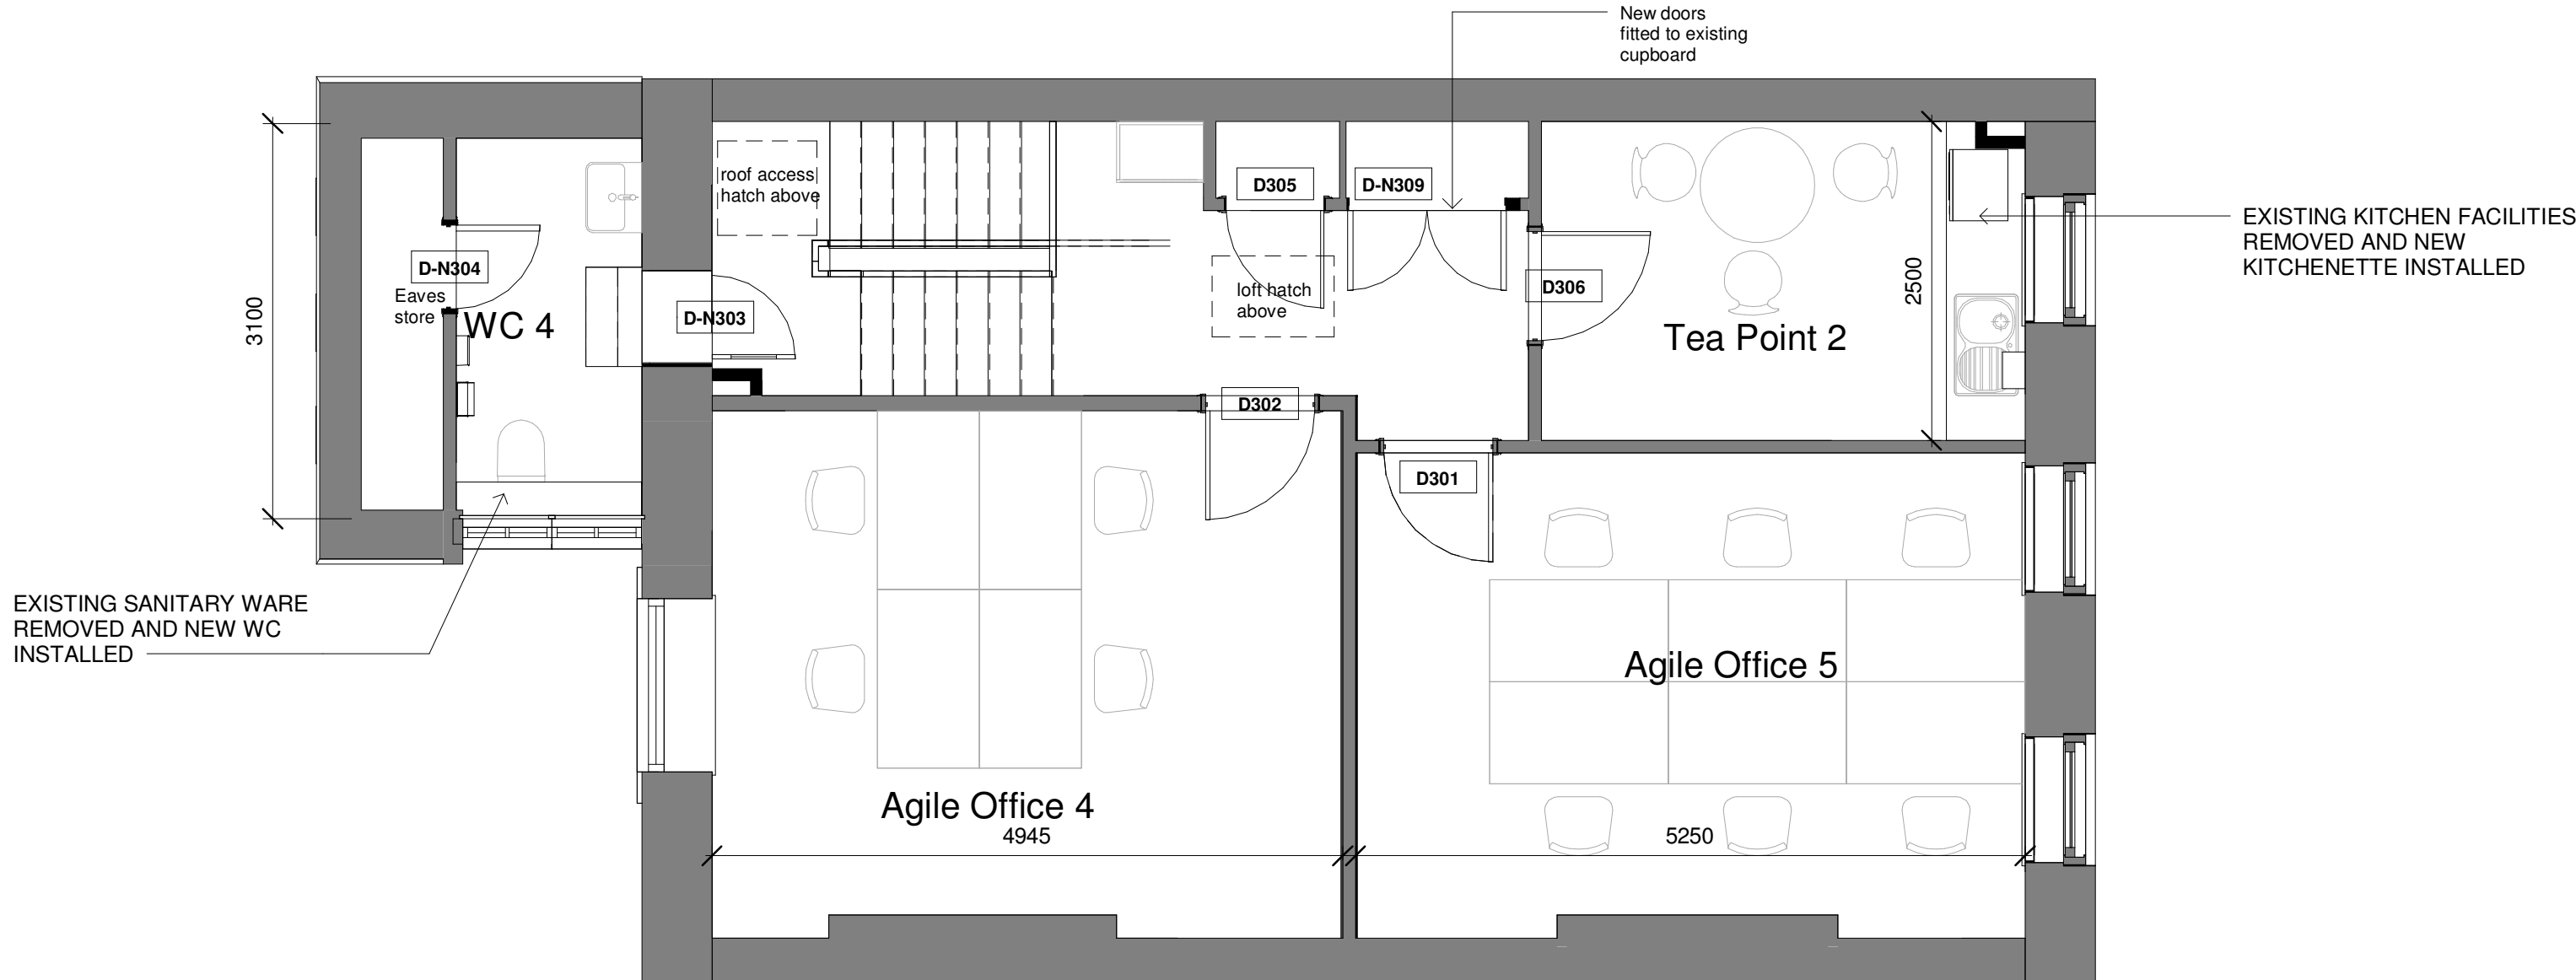 New doors
fitted to existing
cupboard
roof access
hatch above
D305
D-N309
EXISTING KITCHEN FACILITIES
REMOVED AND NEW
KITCHENETTE INSTALLED
D-N304
Eaves
store
WC 4
3100
D-N303
loft hatch
above
D306
2500
Tea Point 2
D302
D301
EXISTING SANITARY WARE
REMOVED AND NEW WC
INSTALLED
Agile Office 5
Agile Office 4
4945
5250